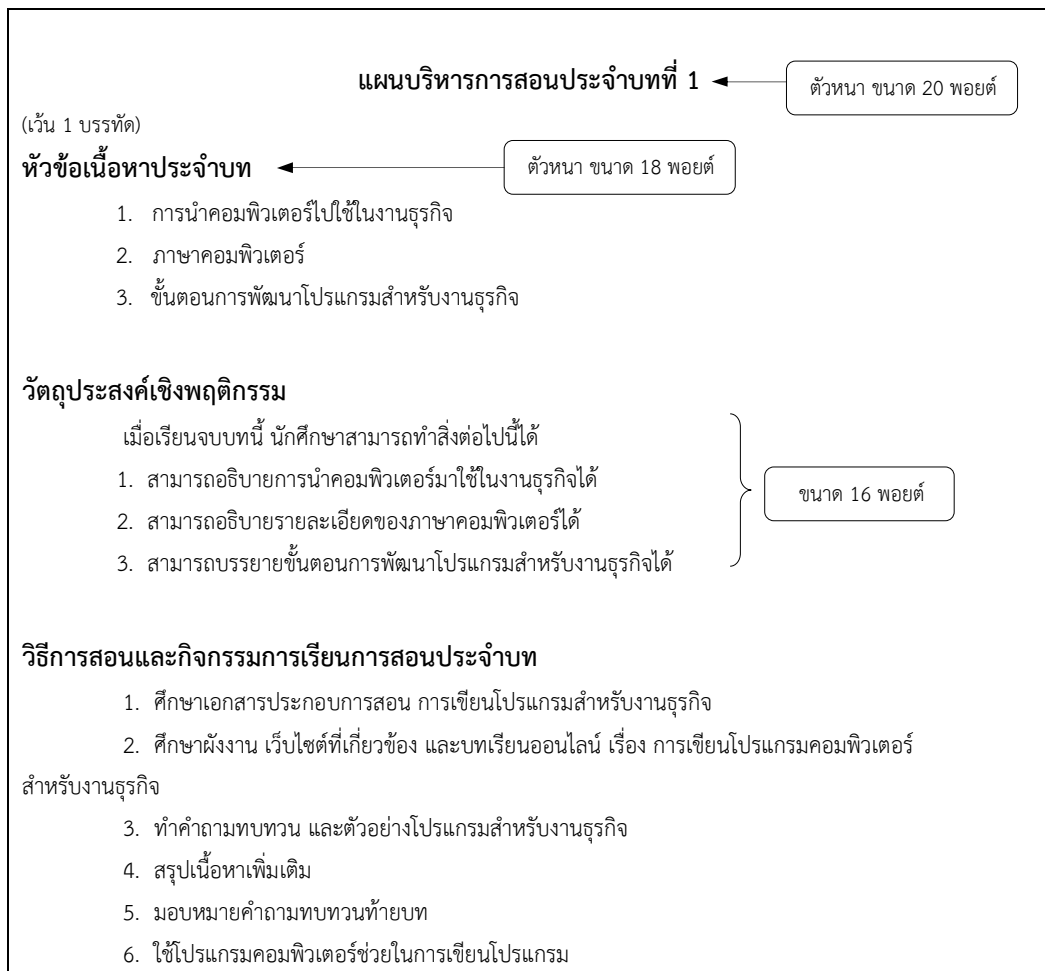 แผนบริหารการสอนประจำบทที่ 1
ตัวหนา ขนาด 20 พอยต์
(เว้น 1 บรรทัด)
หัวข้อเนื้อหาประจำบท
ตัวหนา ขนาด 18 พอยต์
1. การนำคอมพิวเตอร์ไปใช้ในงานธุรกิจ
2. ภาษาคอมพิวเตอร์
3. ขั้นตอนการพัฒนาโปรแกรมสำหรับงานธุรกิจ
วัตถุประสงค์เชิงพฤติกรรม
เมื่อเรียนจบบทนี้ นักศึกษาสามารถทำสิ่งต่อไปนี้ได้
1. สามารถอธิบายการนำคอมพิวเตอร์มาใช้ในงานธุรกิจได้
2. สามารถอธิบายรายละเอียดของภาษาคอมพิวเตอร์ได้
3. สามารถบรรยายขั้นตอนการพัฒนาโปรแกรมสำหรับงานธุรกิจได้
ขนาด 16 พอยต์
วิธีการสอนและกิจกรรมการเรียนการสอนประจำบท
1. ศึกษาเอกสารประกอบการสอน การเขียนโปรแกรมสำหรับงานธุรกิจ
2. ศึกษาผังงาน เว็บไซต์ที่เกี่ยวข้อง และบทเรียนออนไลน์ เรื่อง การเขียนโปรแกรมคอมพิวเตอร์
สำหรับงานธุรกิจ
3. ทำคำถามทบทวน และตัวอย่างโปรแกรมสำหรับงานธุรกิจ
4. สรุปเนื้อหาเพิ่มเติม
5. มอบหมายคำถามทบทวนท้ายบท
6. ใช้โปรแกรมคอมพิวเตอร์ช่วยในการเขียนโปรแกรม